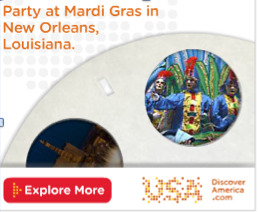 Party at Mardi Gras in
New Orleans,
Louisiana.
Explore More
USA
Discover
America
.com